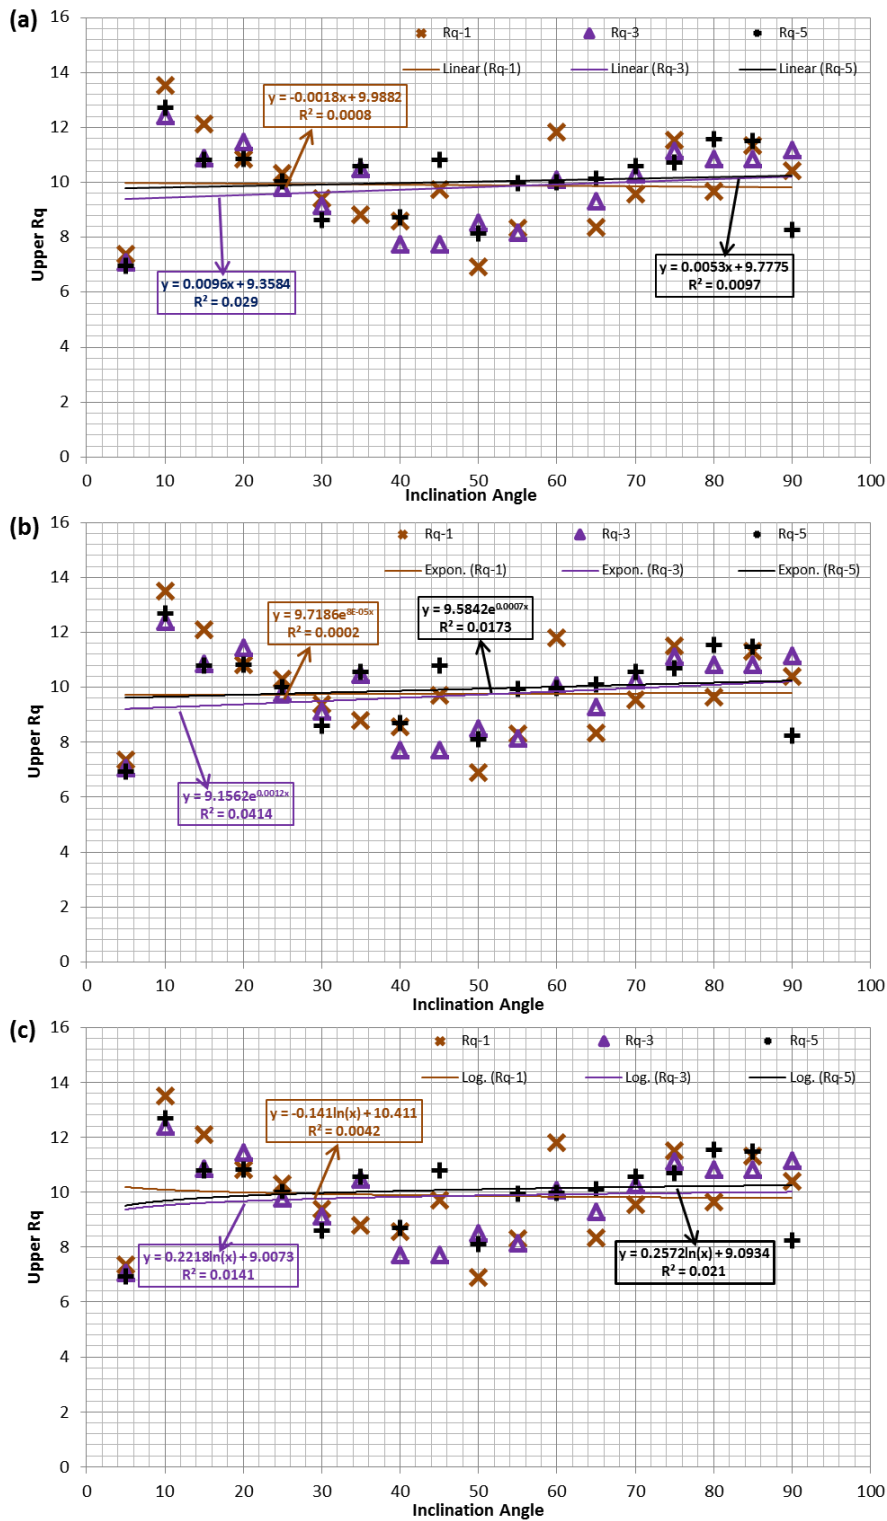 (a)
16
Rq-1 Rq-3 Rq-5
14
Linear (Rq-1) Linear (Rq-3) Linear (Rq-5)
y = -0.0018x + 9.9882
R² = 0.0008
12
10
Upper Rq
8
y = 0.0096x + 9.3584
R² = 0.029
y = 0.0053x + 9.7775
R² = 0.0097
6
4
2
0
0 10 20 30 40 50 60 70 80 90 100
Inclination Angle
(b)
16
Rq-1 Rq-3 Rq-5
14
Expon. (Rq-1) Expon. (Rq-3) Expon. (Rq-5)
y = 9.7186e^8E-05x
R² = 0.0002
y = 9.5842e^0.0007x
R² = 0.0173
12
10
Upper Rq
8
y = 9.1562e^0.0012x
R² = 0.0414
6
4
2
0
0 10 20 30 40 50 60 70 80 90 100
Inclination Angle
(c)
16
Rq-1 Rq-3 Rq-5
14
Log. (Rq-1) Log. (Rq-3) Log. (Rq-5)
y = -0.141ln(x) + 10.411
R² = 0.0042
12
10
Upper Rq
8
y = 0.2218ln(x) + 9.0073
R² = 0.0141
y = 0.2572ln(x) + 9.0934
R² = 0.021
6
4
2
0
0 10 20 30 40 50 60 70 80 90 100
Inclination Angle